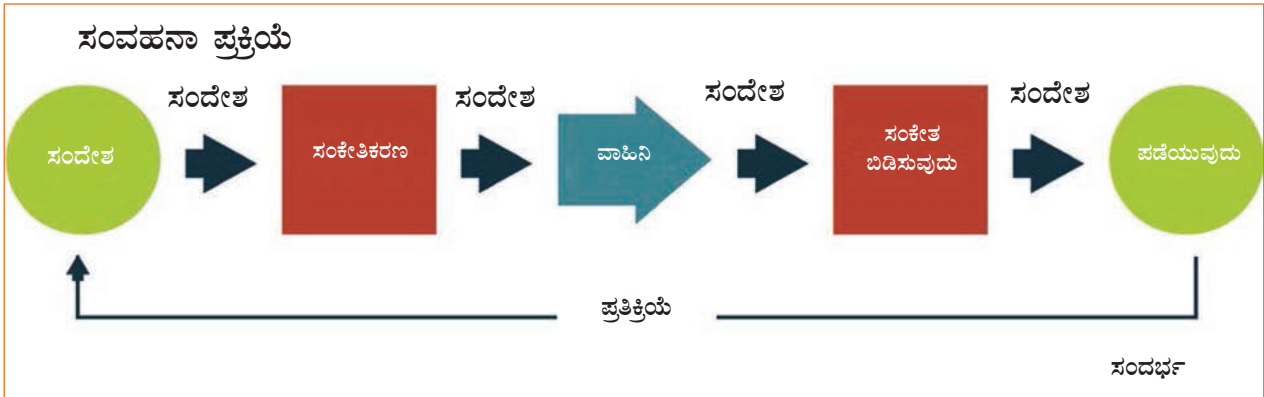 ಸಂವಹನಾ ಪ್ರಕ್ರಿಯೆ
ಸಂದೇಶ
ಸಂದೇಶ
ಸಂದೇಶ
ಸಂದೇಶ
ಸಂದೇಶ
ಸಂಕೇತಿಕರಣ
ವಾಹಿನಿ
ಸಂಕೇತ
ಬಿಡಿಸುವುದು
ಪಡೆಯುವುದು
ಪ್ರತಿಕ್ರಿಯೆ
ಸಂದರ್ಭ